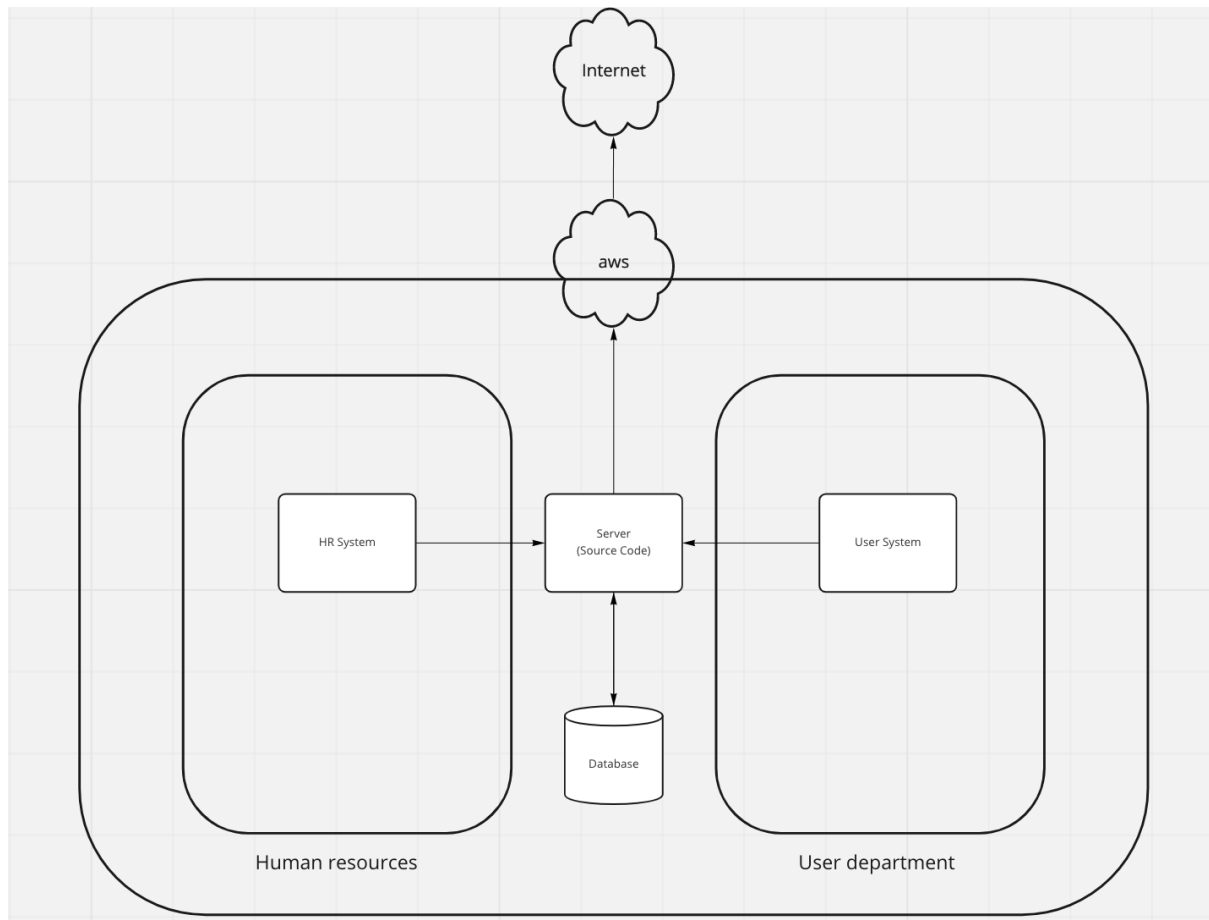 Internet
aws
HR System
Server
(Source Code)
User System
Database
Human resources
User department